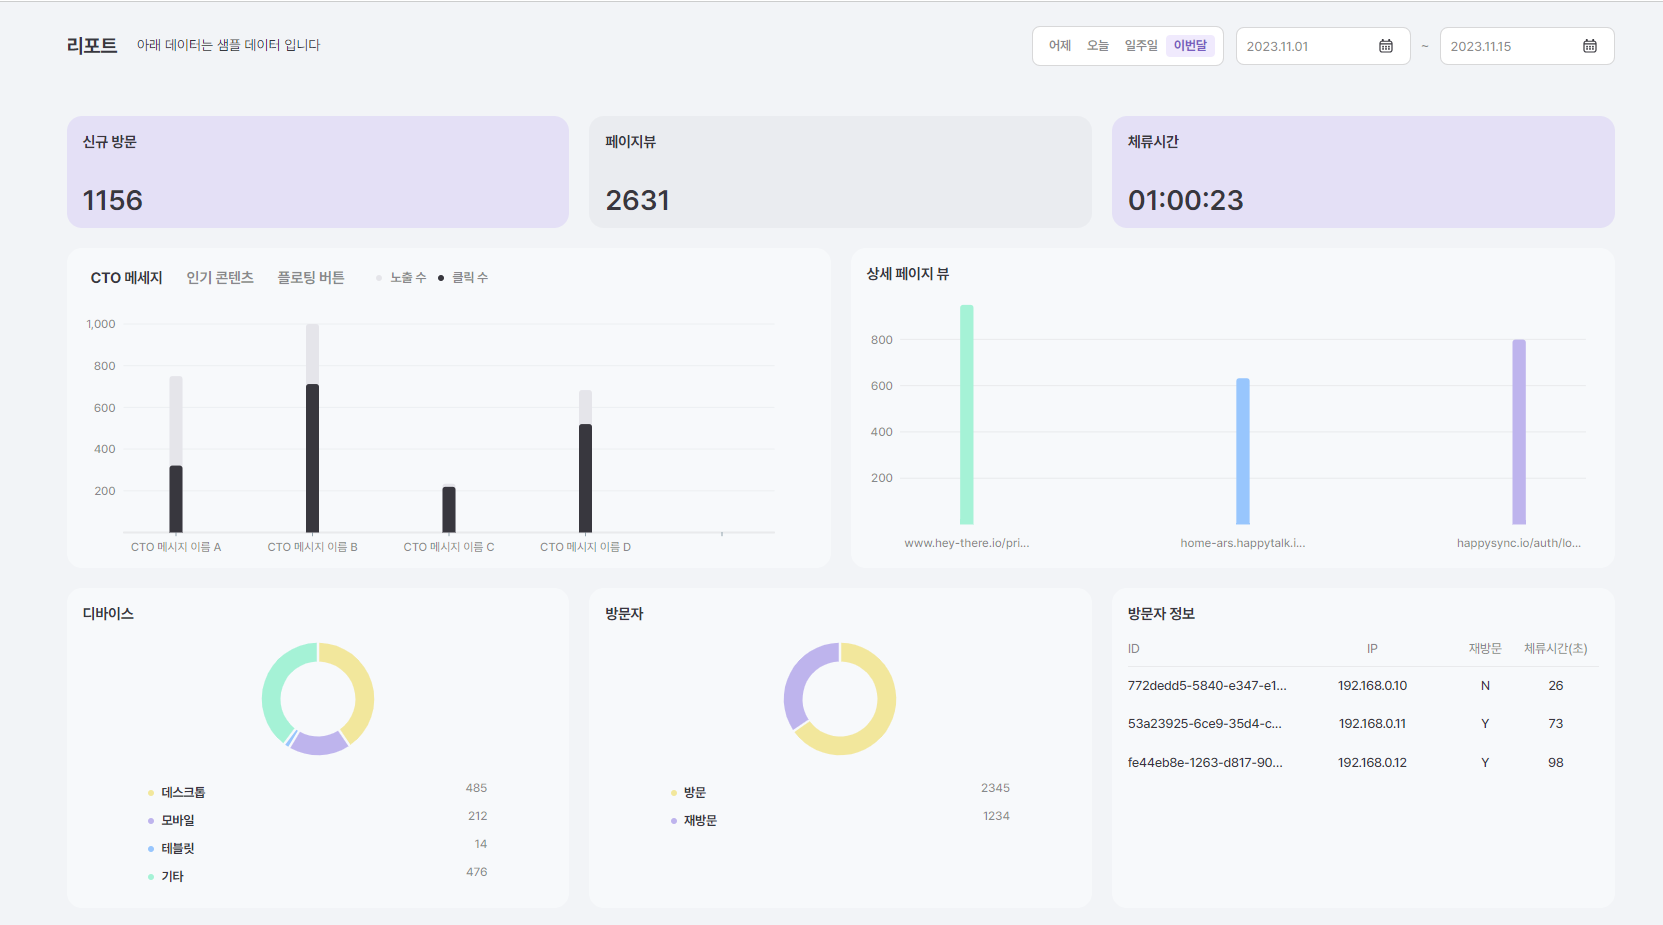 리포트 아래 데이터는 샘플 데이터 입니다
어제 오늘 일주일 이번달 2023.11.01 ~ 2023.11.15
신규 방문
1156
페이지뷰
2631
체류시간
01:00:23
CTO 메세지 인기 콘텐츠 플로팅 버튼 노출 수 클릭 수
1,000
800
600
400
200
CTO 메시지 이름 A CTO 메시지 이름 B CTO 메시지 이름 C CTO 메시지 이름 D
상세 페이지 뷰
800
600
400
200
www.hey-there.io/pri... home-ars.happytalk.i... happysync.io/auth/lo...
디바이스
데스크톱 485
모바일 212
테블릿 14
기타 476
방문자
방문 2345
재방문 1234
방문자 정보
ID IP 재방문 체류시간(초)
772dedd5-5840-e347-e1... 192.168.0.10 N 26
53a23925-6ce9-35d4-c... 192.168.0.11 Y 73
fe44eb8e-1263-d817-90... 192.168.0.12 Y 98